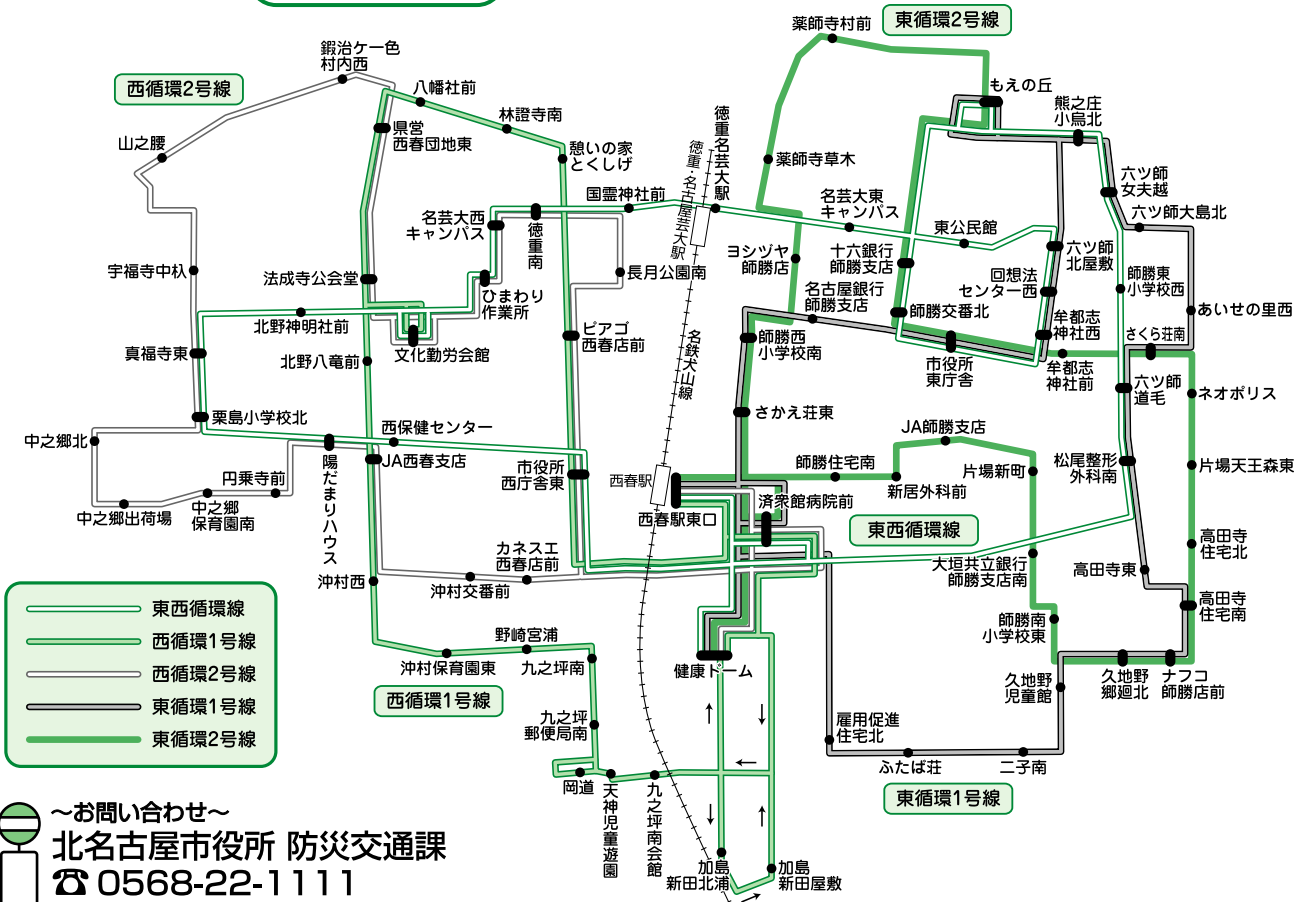 東循環2号線
薬師寺村前
鍛治ケ一色
村内西
西循環2号線
八幡社前
もえの丘
熊之庄
小烏北
林證寺南
徳重名芸大駅
県営
西春団地東
山之腰
憩いの家
とくしげ
徳重・名古屋芸大駅
薬師寺草木
六ツ師
女夫越
国霊神社前
名芸大東
キャンパス
六ツ師大島北
名芸大西
キャンパス
徳重南
東公民館
ヨシヅヤ
師勝店
十六銀行
師勝支店
六ツ師
北屋敷
宇福寺中杁
法成寺公会堂
長月公園南
回想法
センター西
師勝東
小学校西
ひまわり
作業所
名古屋銀行
師勝支店
師勝交番北
あいせの里西
北野神明社前
牟都志
神社西
さくら荘南
ピアゴ
西春店前
名鉄犬山線
師勝西
小学校南
真福寺東
文化勤労会館
北野八竜前
市役所
東庁舎
牟都志
神社前
六ツ師
道毛
ネオポリス
栗島小学校北
さかえ荘東
中之郷北
西保健センター
JA師勝支店
JA西春支店
陽だまりハウス
市役所
西庁舎東
西春駅
師勝住宅南
片場新町
松尾整形
外科南
片場天王森東
円乗寺前
新居外科前
中之郷
保育園南
中之郷出荷場
西春駅東口
済衆館病院前
東西循環線
カネスエ
西春店前
高田寺
住宅北
大垣共立銀行
師勝支店南
高田寺東
沖村西
沖村交番前
高田寺
住宅南
東西循環線
西循環1号線
西循環2号線
東循環1号線
東循環2号線
師勝南
小学校東
野崎宮浦
沖村保育園東
九之坪南
健康ドーム
久地野
児童館
久地野
郷廻北
ナフコ
師勝店前
西循環1号線
九之坪
郵便局南
雇用促進
住宅北
ふたば荘
二子南
岡道
天神児童遊園
九之坪南会館
東循環1号線
加島
新田北浦
加島
新田屋敷
～お問い合わせ～
北名古屋市役所 防災交通課
☎ 0568-22-1111